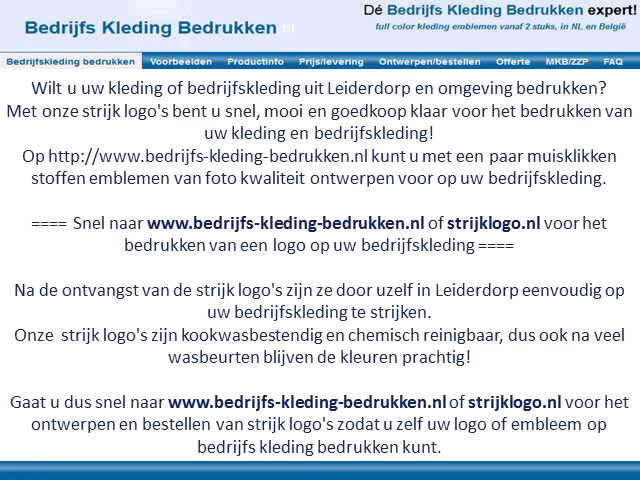 Dé Bedrijfs Kleding Bedrukken expert!
Bedrijfs Kleding Bedrukken.nl
full color kleding emblemen vanaf 2 stuks, in NL en België
Bedrijfskleding bedrukken Voorbeelden Productinfo Prijs/levering Ontwerpen/bestellen Offerte MKB/ZZP FAQ
Wilt u uw kleding of bedrijfskleding uit Leiderdorp en omgeving bedrukken?
Met onze strijk logo's bent u snel, mooi en goedkoop klaar voor het bedrukken van
uw kleding en bedrijfskleding!
Op http://www.bedrijfs-kleding-bedrukken.nl kunt u met een paar muisklikken
stoffen emblemen van foto kwaliteit ontwerpen voor op uw bedrijfskleding.
==== Snel naar www.bedrijfs-kleding-bedrukken.nl of strijklogo.nl voor het
bedrukken van een logo op uw bedrijfskleding ====
Na de ontvangst van de strijk logo's zijn ze door uzelf in Leiderdorp eenvoudig op
uw bedrijfskleding te strijken.
Onze strijk logo's zijn kookwasbestendig en chemisch reinigbaar, dus ook na veel
wasbeurten blijven de kleuren prachtig!
Gaat u dus snel naar www.bedrijfs-kleding-bedrukken.nl of strijklogo.nl voor het
ontwerpen en bestellen van strijk logo's zodat u zelf uw logo of embleem op
bedrijfs kleding bedrukken kunt.